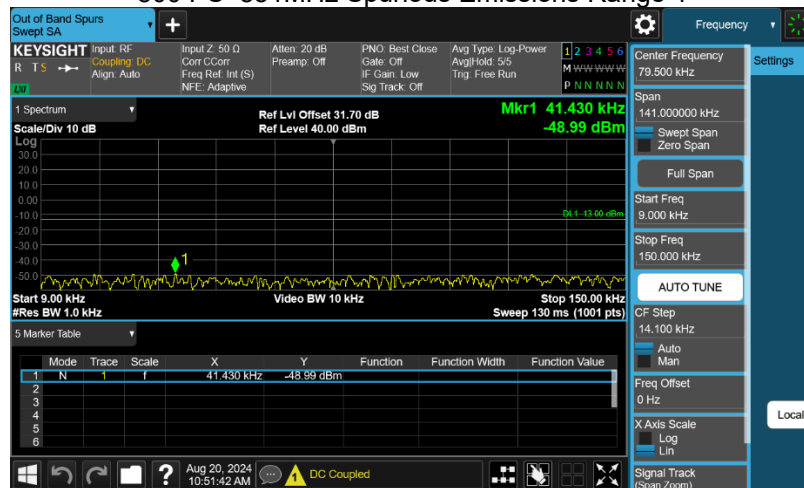 Out of Band Spurs
Swept SA
Frequency
KEYSIGHT
R T S
LXI
Input: RF
Coupling: DC
Align: Auto
Input Z: 50 Ω
Corr CCorr
Freq Ref: Int (S)
NFE: Adaptive
Atten: 20 dB
Preamp: Off
PNO: Best Close
Gate: Off
IF Gain: Low
Sig Track: Off
Avg Type: Log-Power
Avg|Hold: 5/5
Trig: Free Run
1 2 3 4 5 6
M W W W W W
P N N N N N
1 Spectrum
Scale/Div 10 dB
Log
Ref Lvl Offset 31.70 dB
Ref Level 40.00 dBm
Mkr1 41.430 kHz
-48.99 dBm
30.0
20.0
10.0
0.00
-10.0
-20.0
-30.0
-40.0
-50.0
DL1 -13.00 dBm
1
Start 9.00 kHz
#Res BW 1.0 kHz
Video BW 10 kHz
Stop 150.00 kHz
Sweep 130 ms (1001 pts)
5 Marker Table
Mode Trace Scale X Y Function Function Width Function Value
1 N 1 f 41.430 kHz -48.99 dBm
2
3
4
5
6
Aug 20, 2024
10:51:42 AM
1
DC Coupled
Center Frequency
79.500 kHz
Span
141.000000 kHz
Swept Span
Zero Span
Full Span
Start Freq
9.000 kHz
Stop Freq
150.000 kHz
AUTO TUNE
CF Step
14.100 kHz
Auto
Man
Freq Offset
0 Hz
X Axis Scale
Log
Lin
Signal Track
(Span Zoom)
Settings
Local